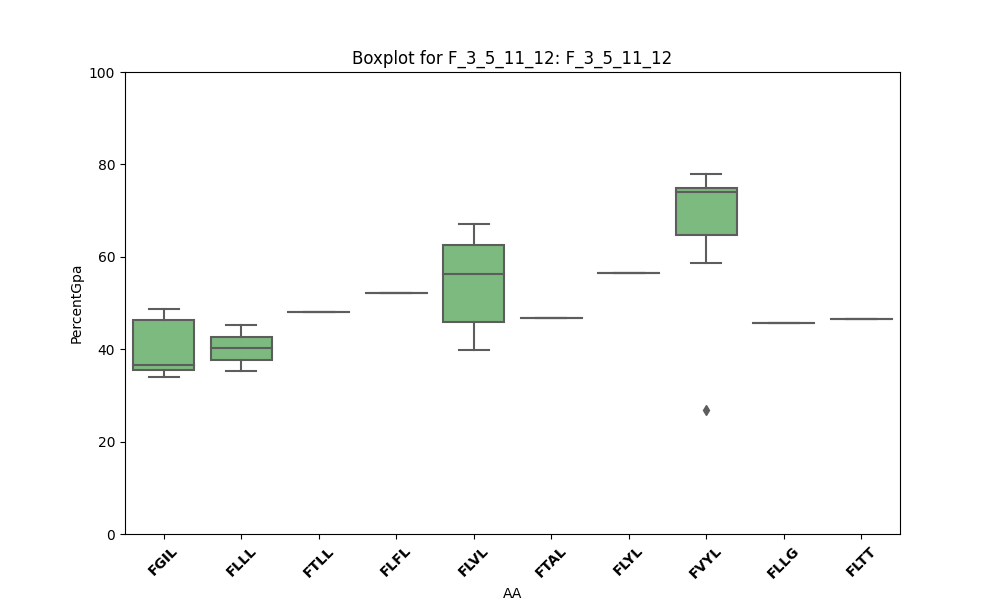 Boxplot for F_3_5_11_12: F_3_5_11_12
100
80
60
40
20
0
PercentGpa
FGIL
FLLL
FTLL
FLFL
FLVL
FTAL
FLYL
FVYL
FLLG
FLTT
AA